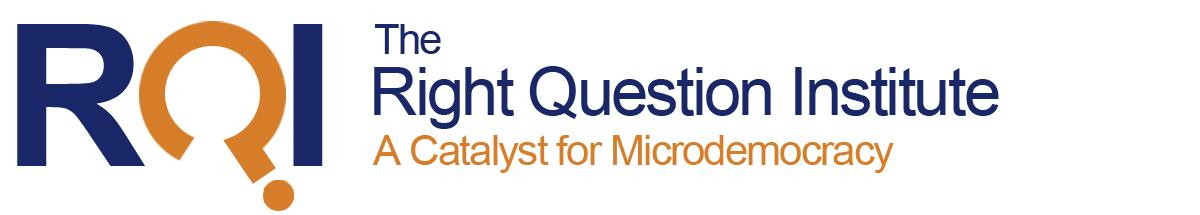 RQI
The
Right Question Institute
A Catalyst for Microdemocracy